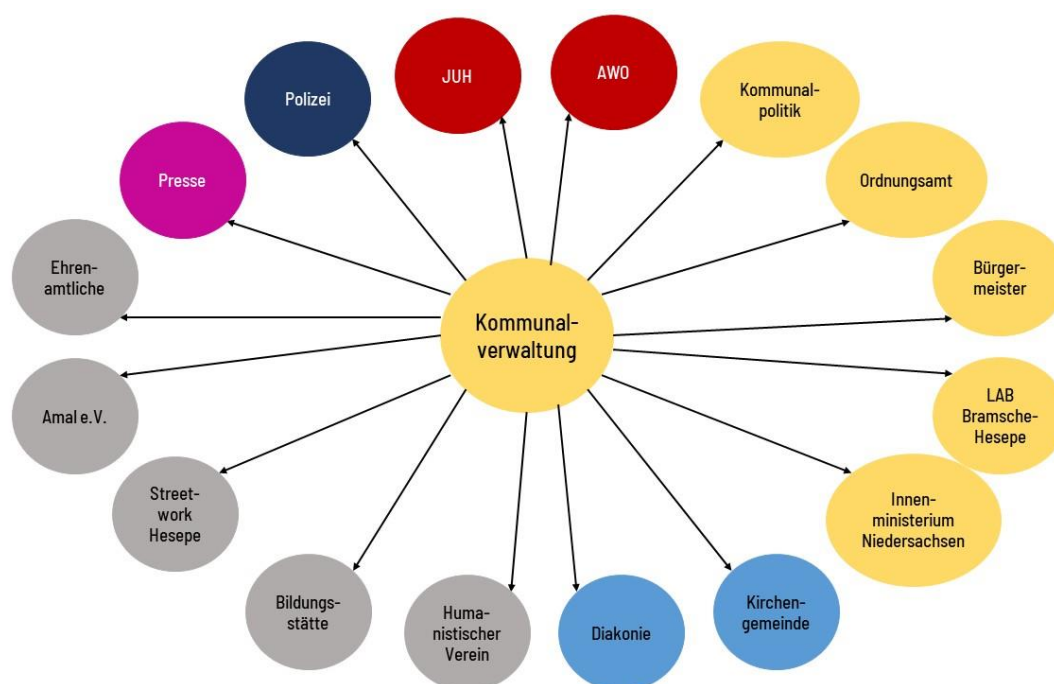 JUH
AWO
Polizei
Kommunal-
politik
Presse
Ordnungsamt
Ehren-
amtliche
Bürger-
meister
Kommunal-
verwaltung
Amal e.V.
LAB
Bramsche-
Hesepe
Street-
work
Hesepe
Innen-
ministerium
Niedersachsen
Bildungs-
stätte
Huma-
nistischer
Verein
Diakonie
Kirchen-
gemeinde